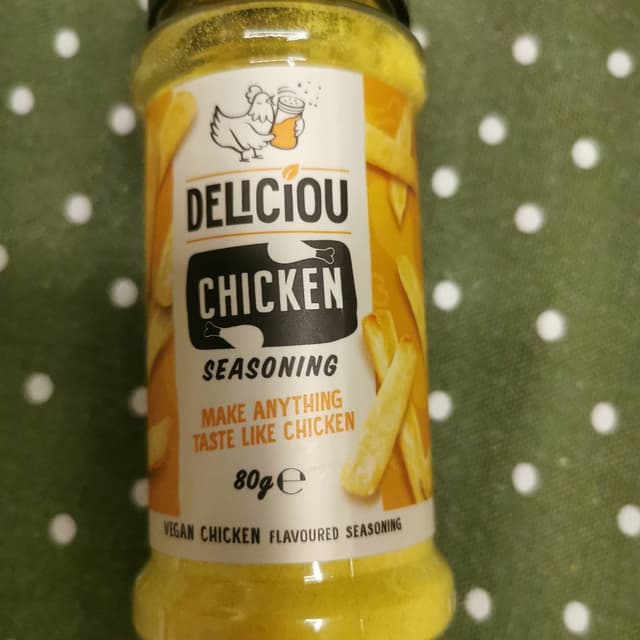 DELICIOU
CHICKEN
SEASONING
MAKE ANYTHING
TASTE LIKE CHICKEN
80g ℮
VEGAN CHICKEN FLAVOURED SEASONING